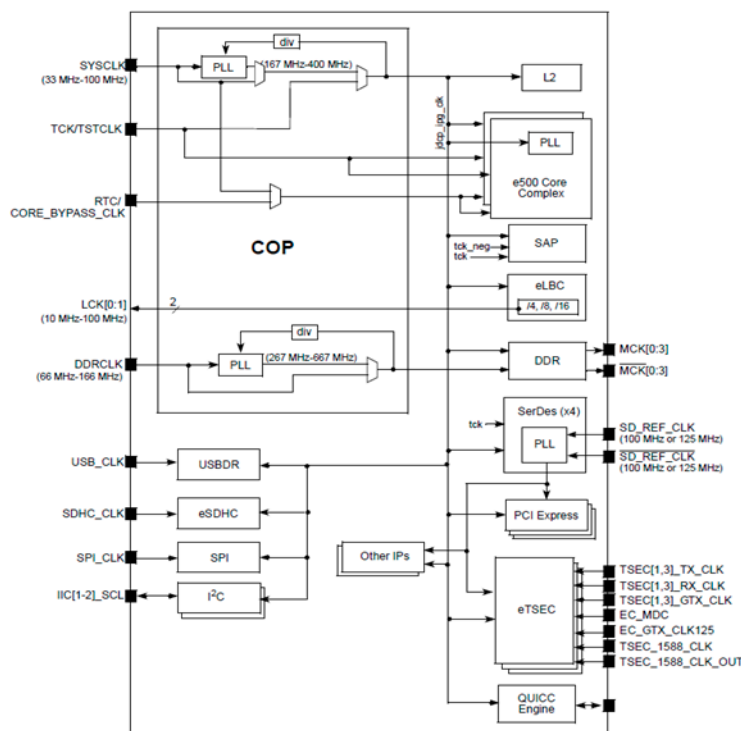 div
SYSCLK
(33 MHz-100 MHz)
PLL
(167 MHz-400 MHz)
L2
TCK/TSTCLK
jdcp_ipg_clk
PLL
e500 Core
Complex
RTC/
CORE_BYPASS_CLK
COP
SAP
tck_neg
tck
eLBC
/4, /8, /16
LCK[0:1]
(10 MHz-100 MHz)
2
div
DDRCLK
(66 MHz-166 MHz)
PLL
(267 MHz-667 MHz)
DDR
MCK[0:3]
MCK[0:3]
SerDes (x4)
tck
PLL
SD_REF_CLK
(100 MHz or 125 MHz)
SD_REF_CLK
(100 MHz or 125 MHz)
USB_CLK
USBDR
SDHC_CLK
eSDHC
PCI Express
SPI_CLK
SPI
Other IPs
IIC[1-2]_SCL
I²C
eTSEC
TSEC[1,3]_TX_CLK
TSEC[1,3]_RX_CLK
TSEC[1,3]_GTX_CLK
EC_MDC
EC_GTX_CLK125
TSEC_1588_CLK
TSEC_1588_CLK_OUT
QUICC
Engine